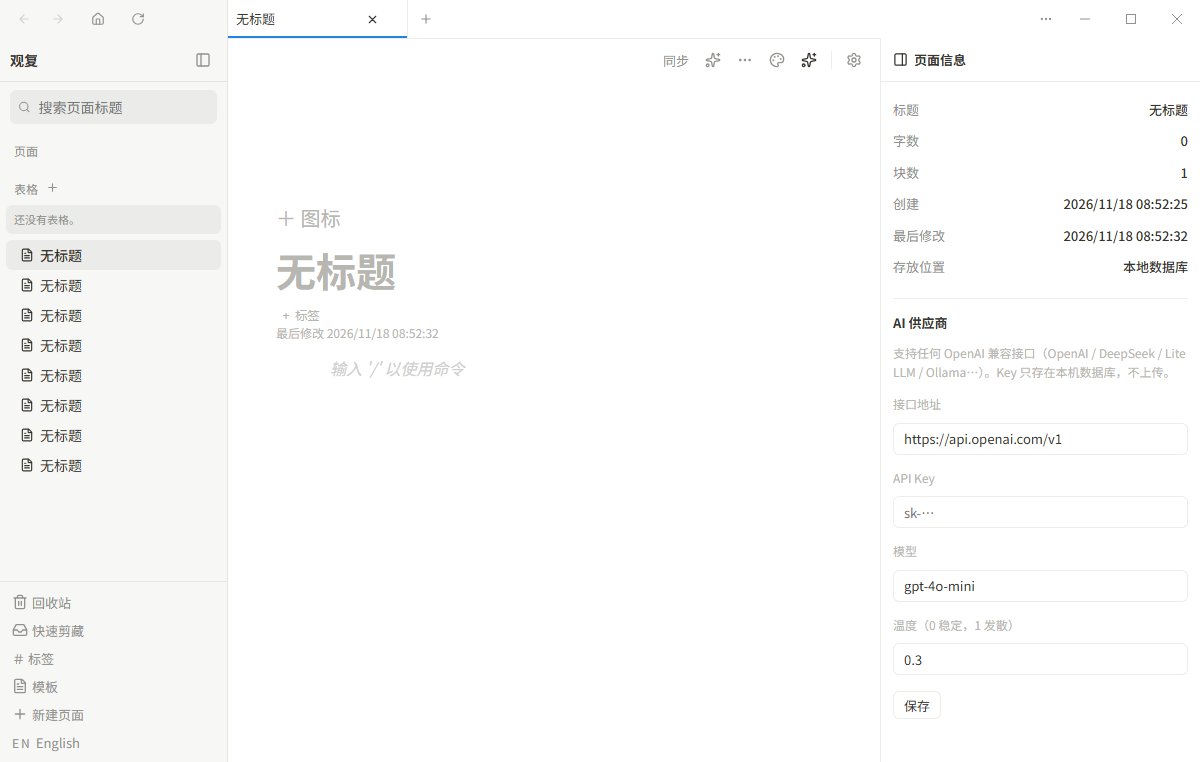 无标题
观复
搜索页面标题
页面
表格
还没有表格。
无标题
无标题
无标题
无标题
无标题
无标题
无标题
无标题
回收站
快速剪藏
# 标签
模板
新建页面
EN English
同步
图标
无标题
+ 标签
最后修改 2026/11/18 08:52:32
输入 '/' 以使用命令
页面信息
标题 无标题
字数 0
块数 1
创建 2026/11/18 08:52:25
最后修改 2026/11/18 08:52:32
存放位置 本地数据库
AI 供应商
支持任何 OpenAI 兼容接口（OpenAI / DeepSeek / Lite
LLM / Ollama…）。Key 只存在本机数据库，不上传。
接口地址
https://api.openai.com/v1
API Key
sk-…
模型
gpt-4o-mini
温度（0 稳定，1 发散）
0.3
保存